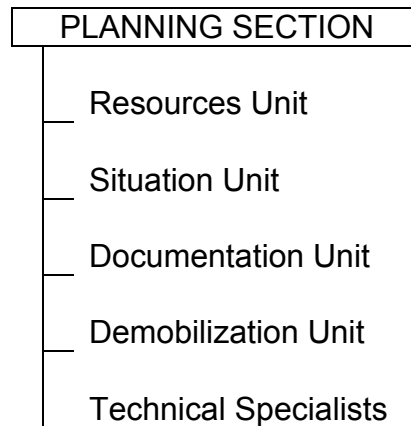 PLANNING SECTION
Resources Unit
Situation Unit
Documentation Unit
Demobilization Unit
Technical Specialists